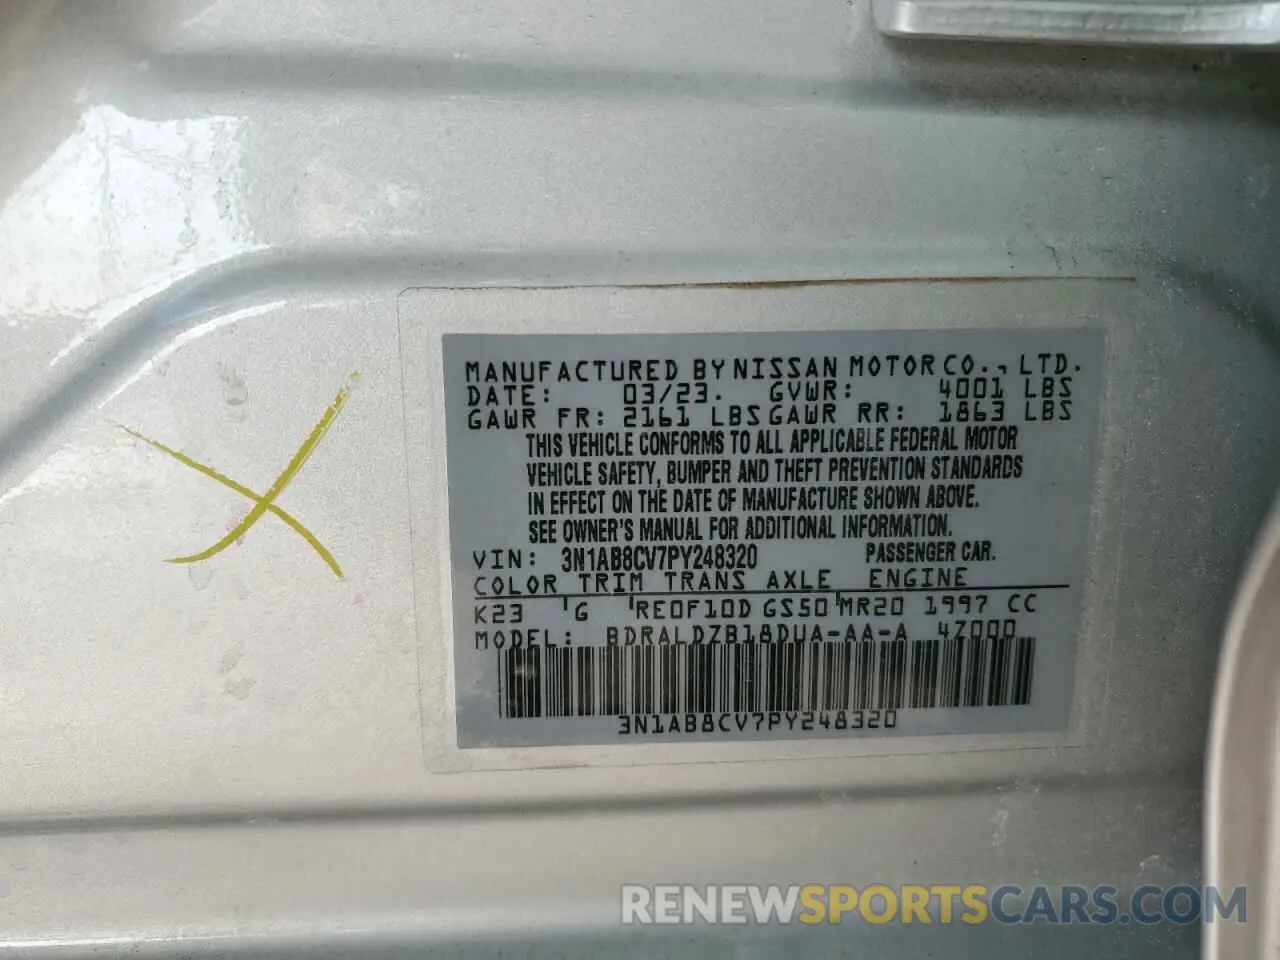 MANUFACTURED BY NISSAN MOTOR CO., LTD.
DATE: 03/23. GVWR: 4001 LBS
GAWR FR: 2161 LBS GAWR RR: 1863 LBS
THIS VEHICLE CONFORMS TO ALL APPLICABLE FEDERAL MOTOR
VEHICLE SAFETY, BUMPER AND THEFT PREVENTION STANDARDS
IN EFFECT ON THE DATE OF MANUFACTURE SHOWN ABOVE.
SEE OWNER'S MANUAL FOR ADDITIONAL INFORMATION.
VIN: 3N1AB8CV7PY248320 PASSENGER CAR.
COLOR TRIM TRANS AXLE ENGINE
K23 G RE0F10D GS50 MR20 1997 CC
MODEL: BDRALDZB18DUA-AA-A 4Z000
3N1AB8CV7PY248320
RENEWSPORTSCARS.COM